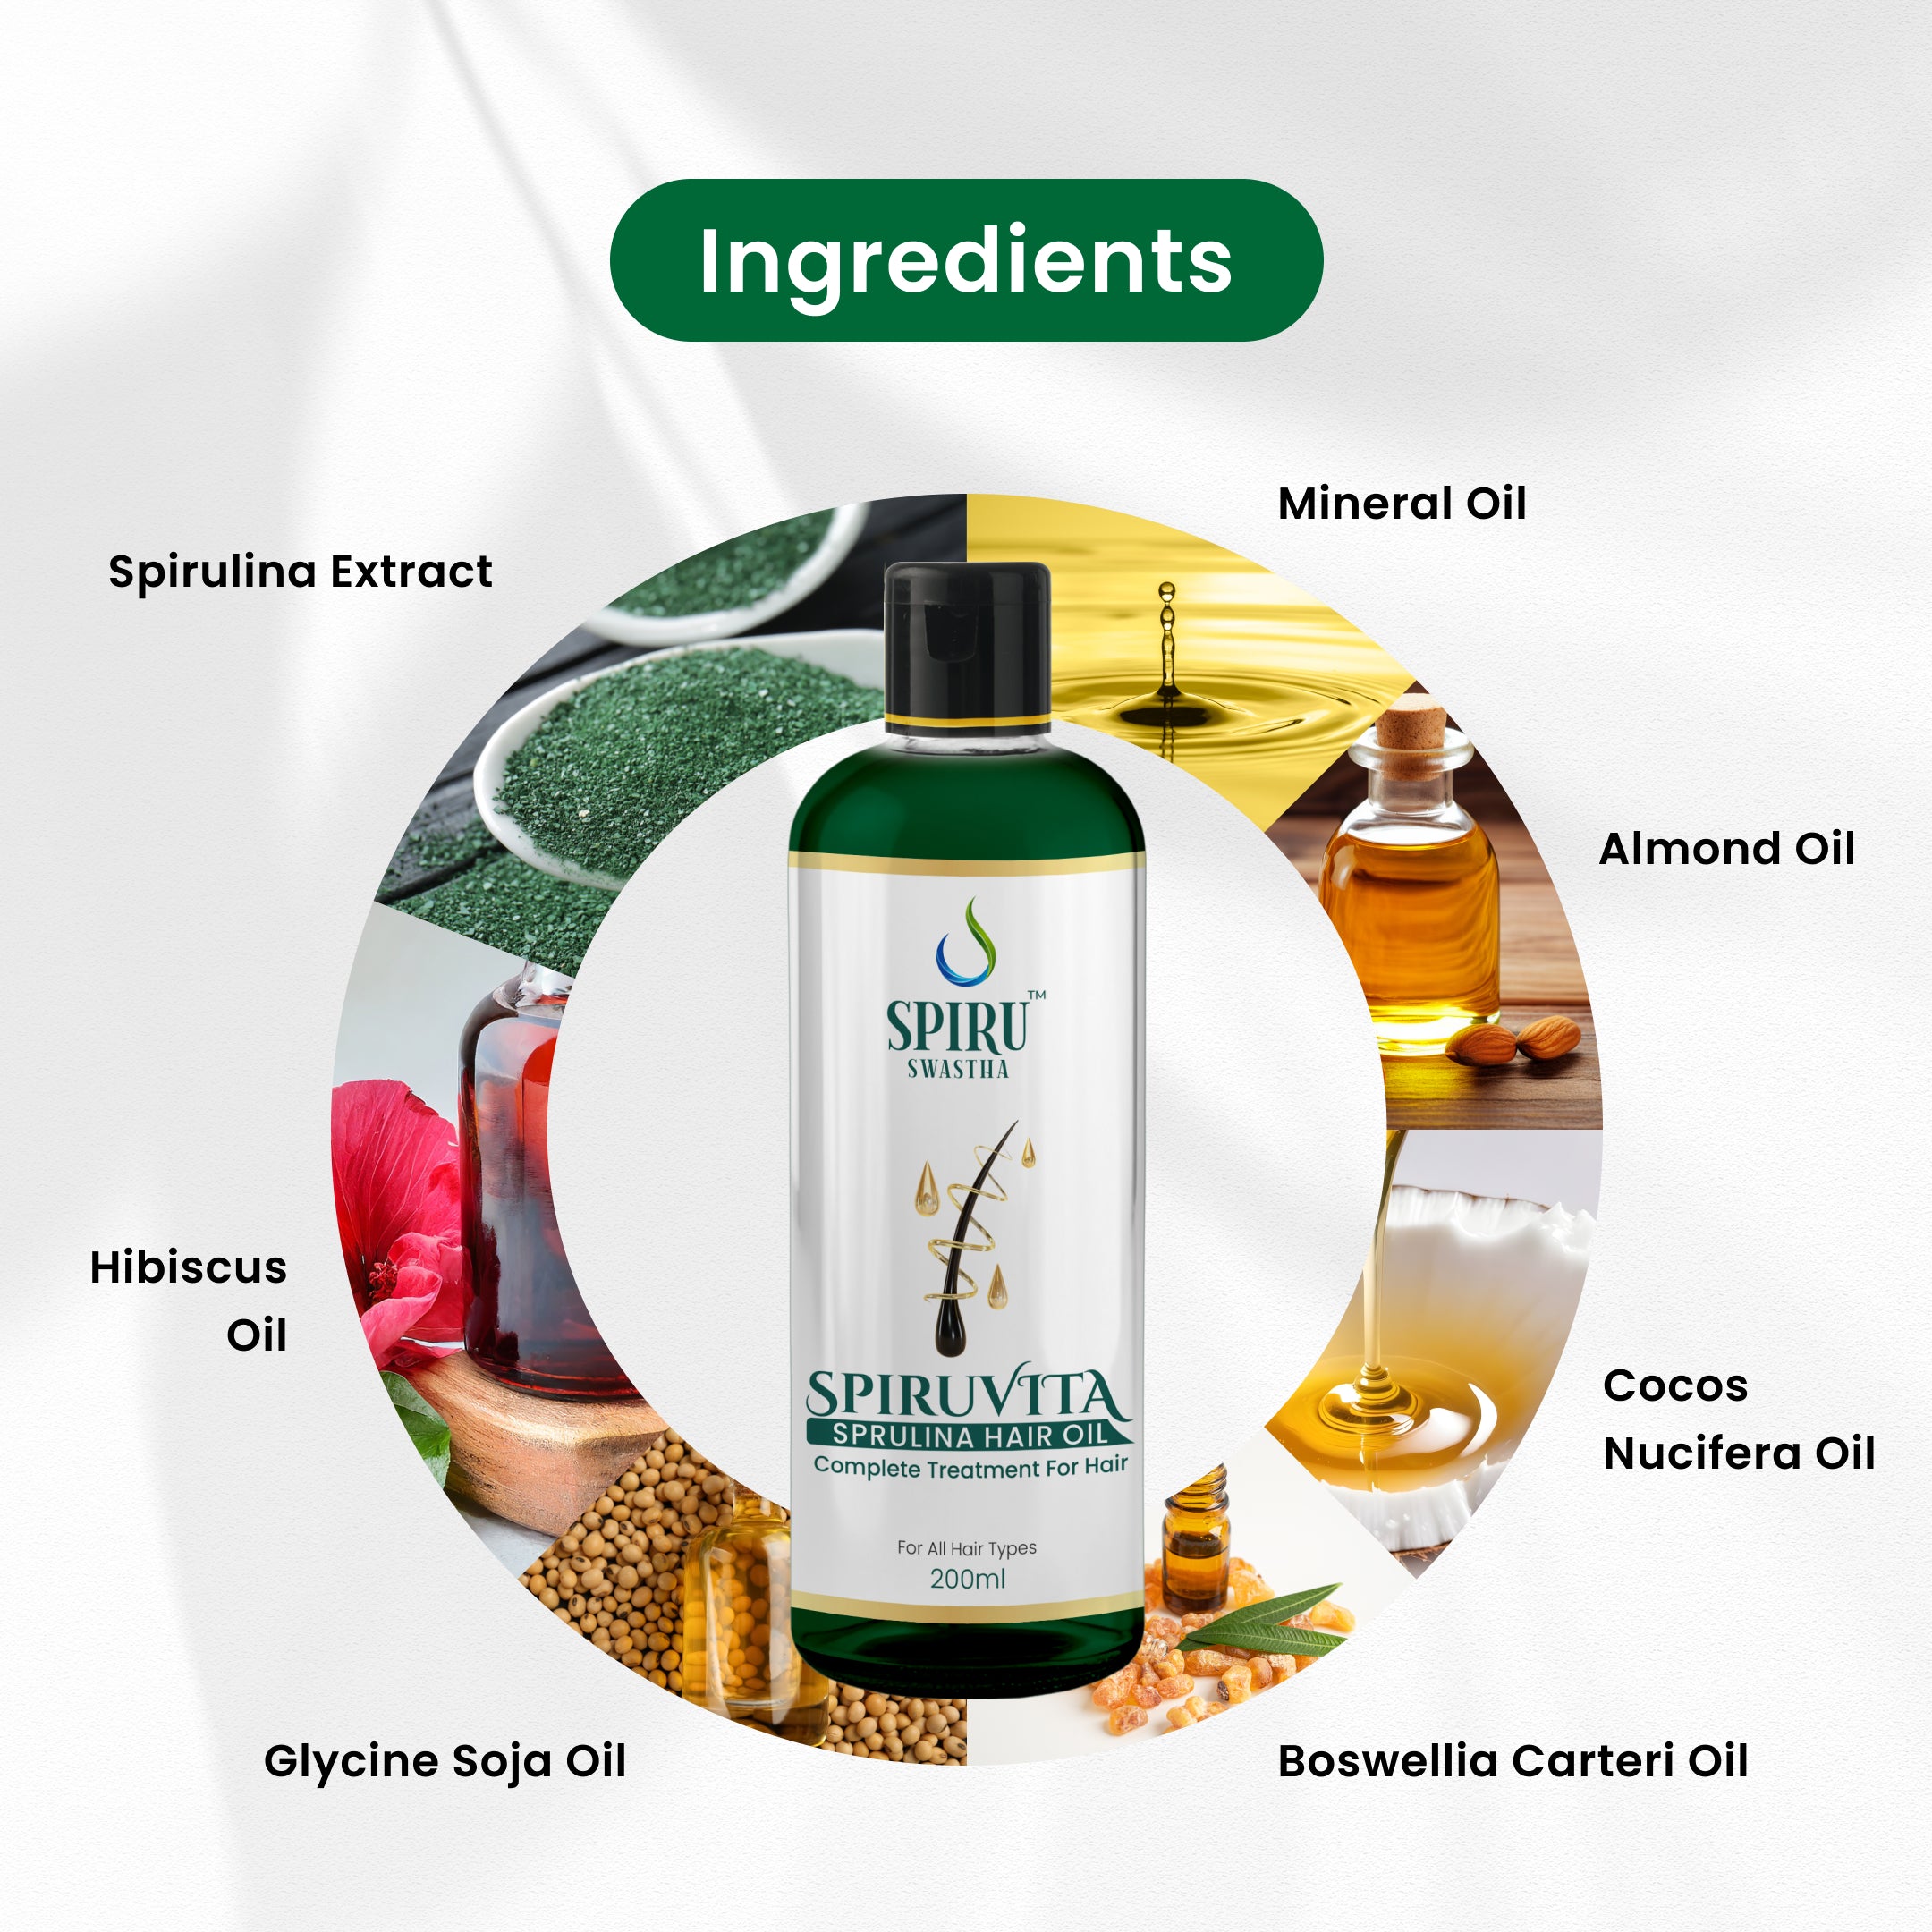 Ingredients
Mineral Oil
Spirulina Extract
Almond Oil
SPIRU™
SWASTHA
Hibiscus
Oil
Cocos
Nucifera Oil
SPIRUVITA
SPRULINA HAIR OIL
Complete Treatment For Hair
For All Hair Types
200ml
Glycine Soja Oil
Boswellia Carteri Oil